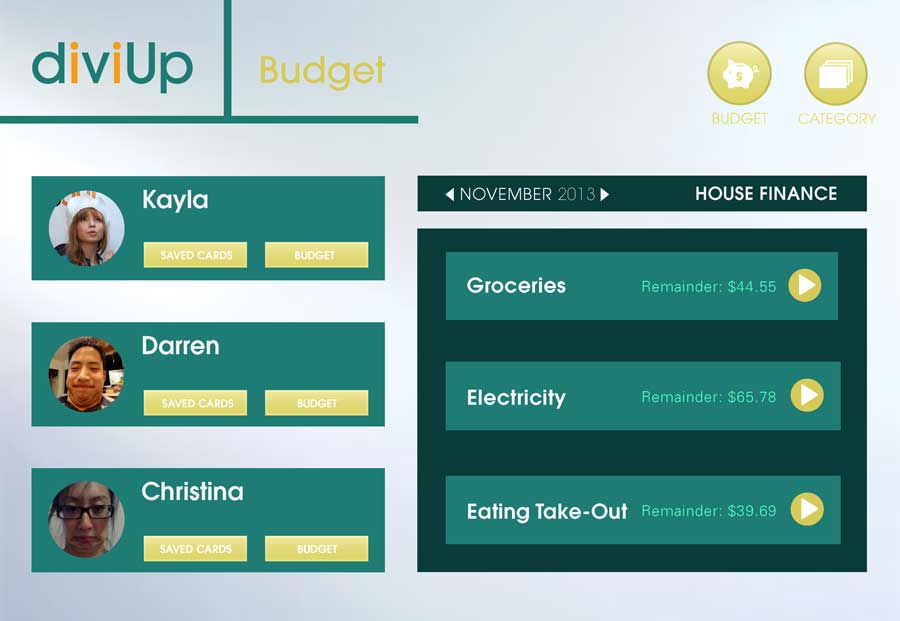 diviUp
Budget
BUDGET
CATEGORY
Kayla
SAVED CARDS
BUDGET
Darren
SAVED CARDS
BUDGET
Christina
SAVED CARDS
BUDGET
NOVEMBER 2013
HOUSE FINANCE
Groceries
Remainder: $44.55
Electricity
Remainder: $65.78
Eating Take-Out
Remainder: $39.69